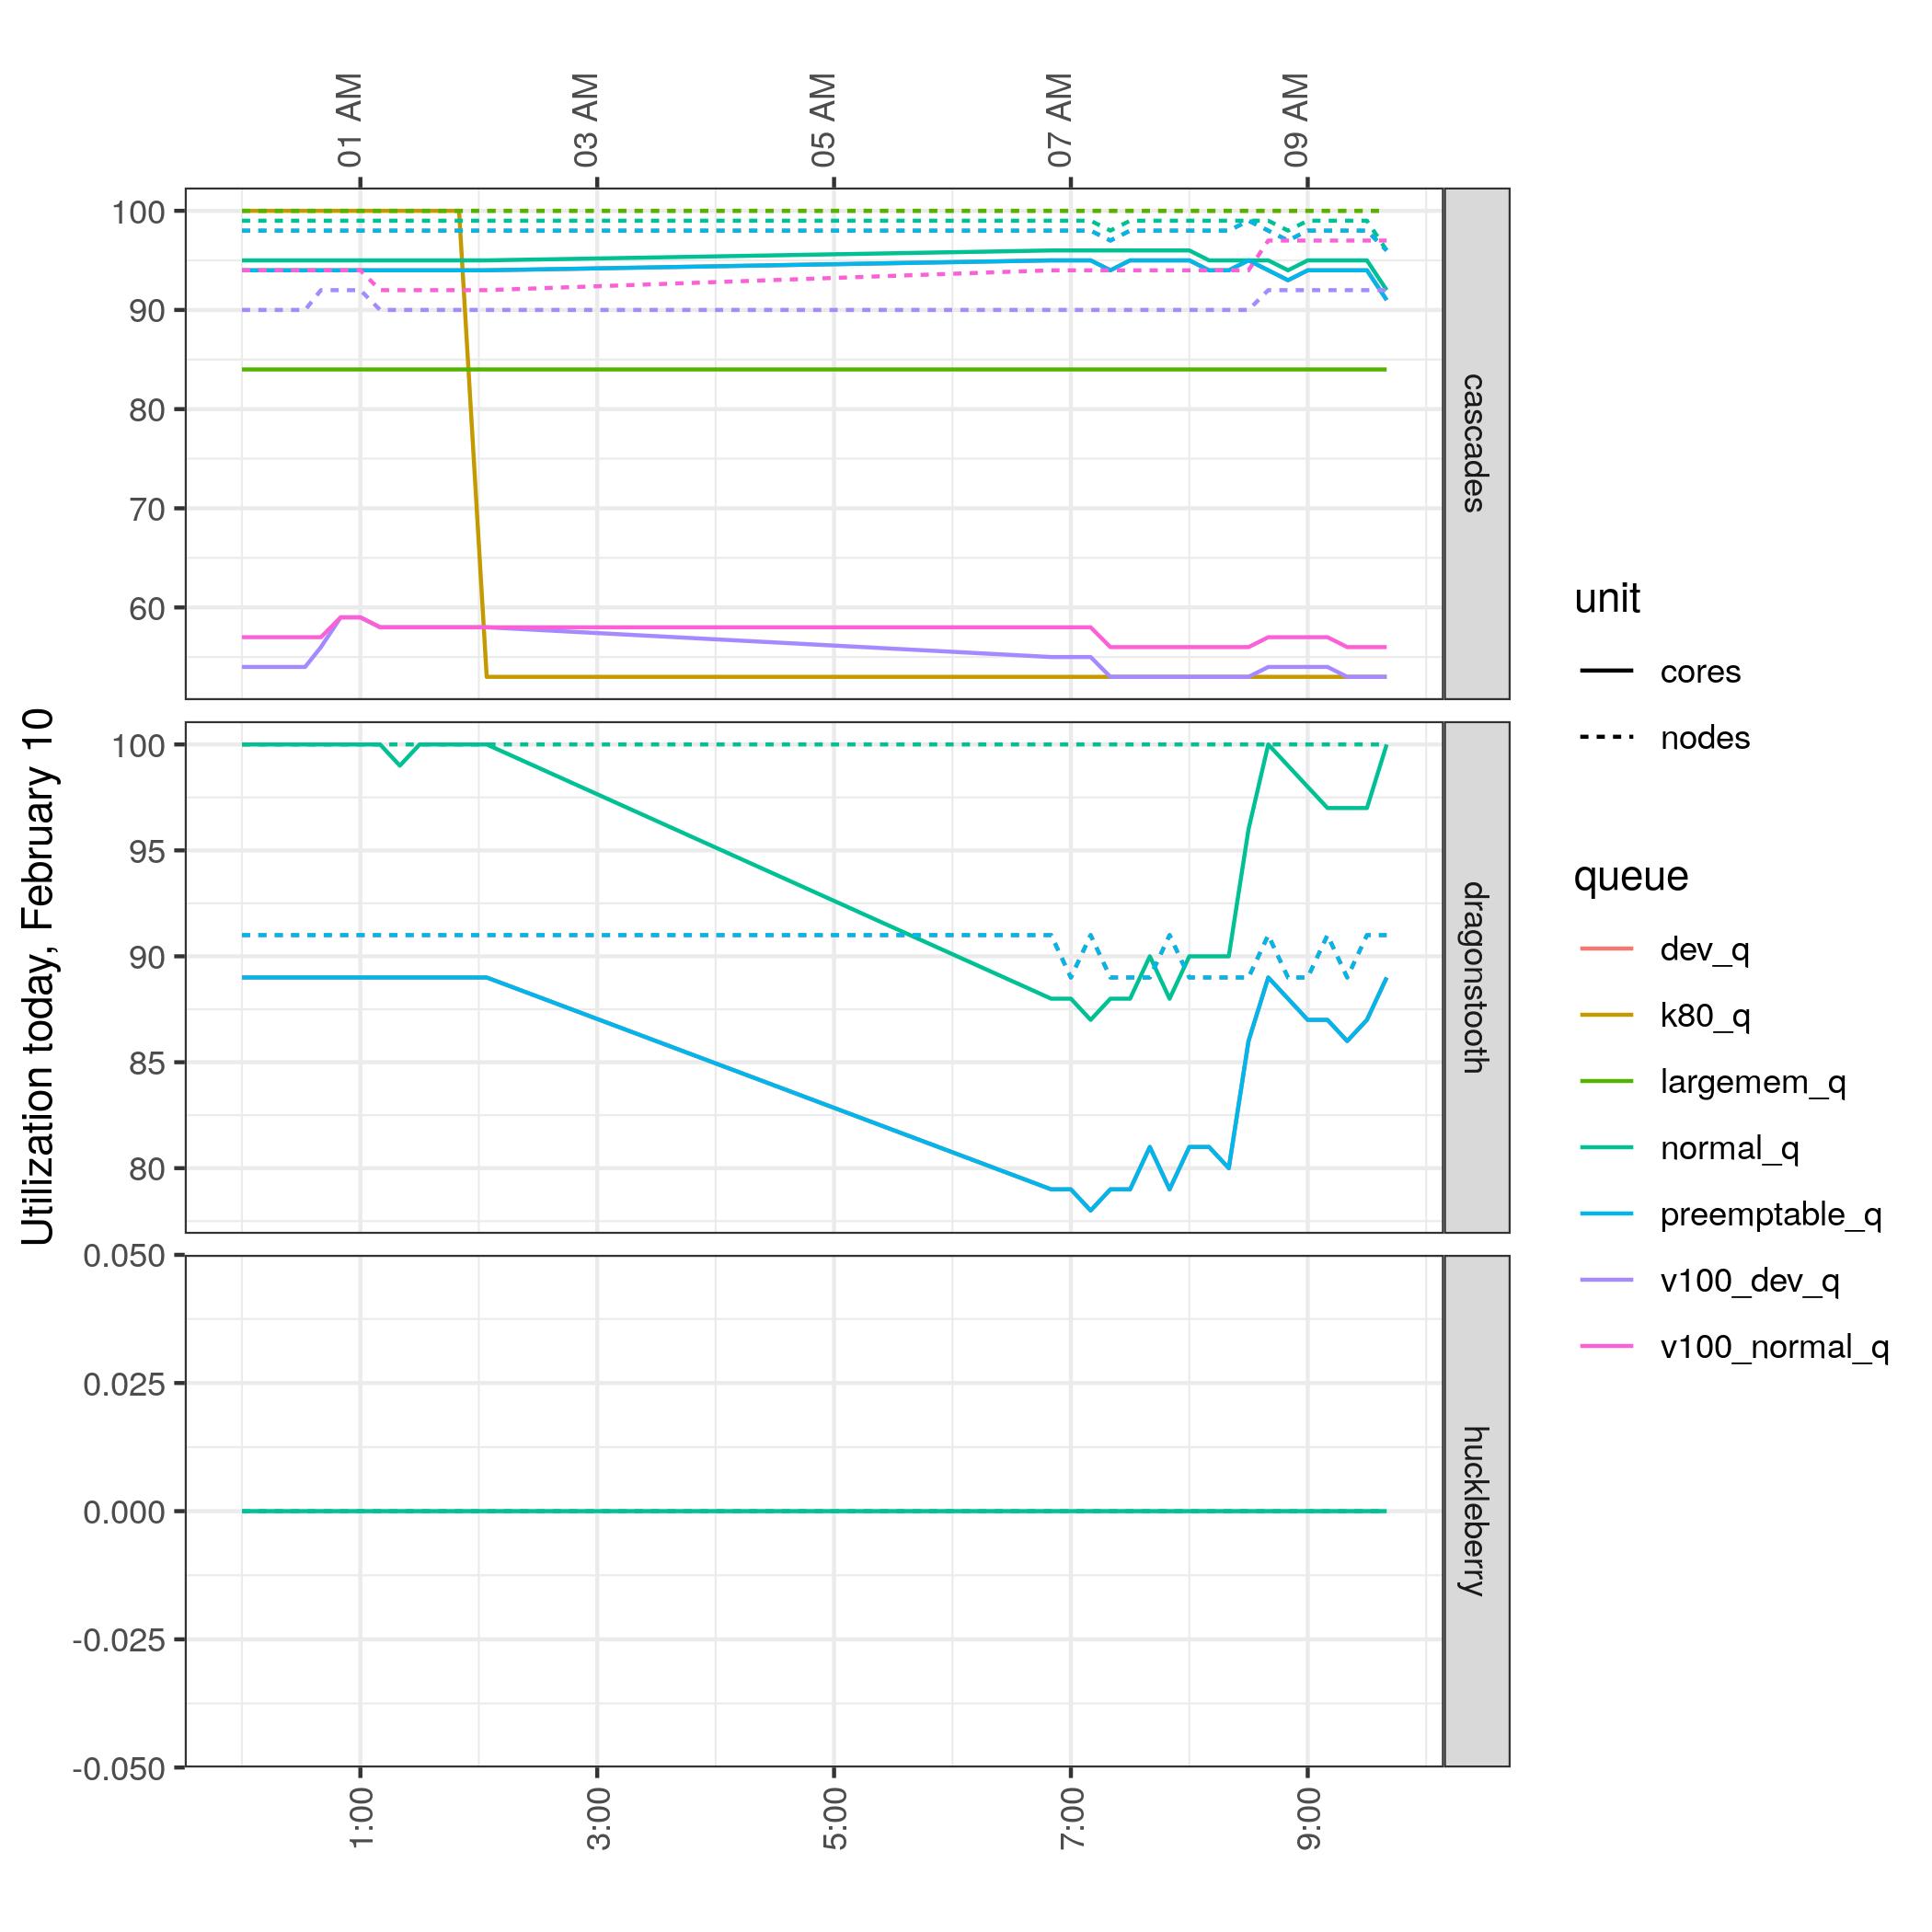 01 AM
03 AM
05 AM
07 AM
09 AM
Utilization today, February 10
100
90
80
70
60
cascades
100
95
90
85
80
dragonstooth
0.050
0.025
0.000
-0.025
-0.050
huckleberry
1:00
3:00
5:00
7:00
9:00
unit
cores
nodes
queue
dev_q
k80_q
largemem_q
normal_q
preemptable_q
v100_dev_q
v100_normal_q